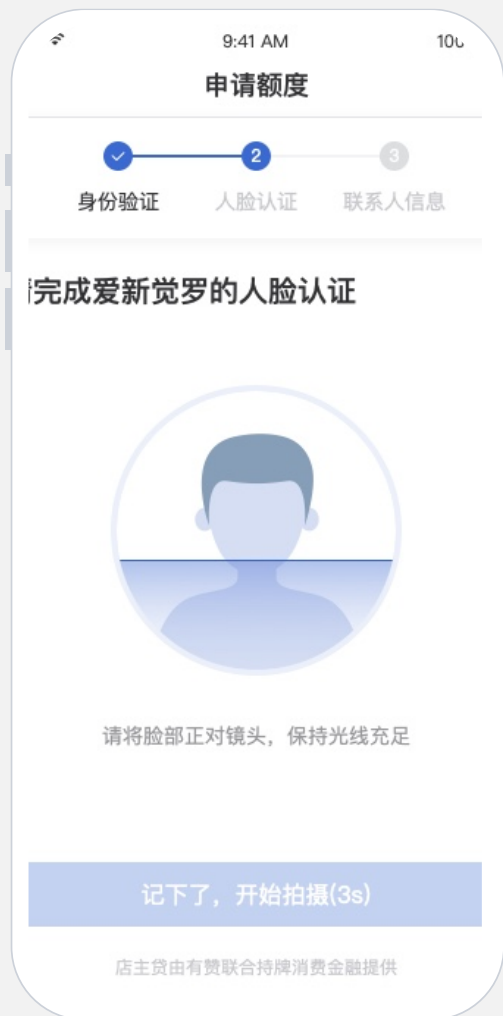 9:41 AM
申请额度
2
3
身份验证
人脸认证
联系人信息
完成爱新觉罗的人脸认证
请将脸部正对镜头，保持光线充足
记下了，开始拍摄(3s)
店主贷由有赞联合持牌消费金融提供